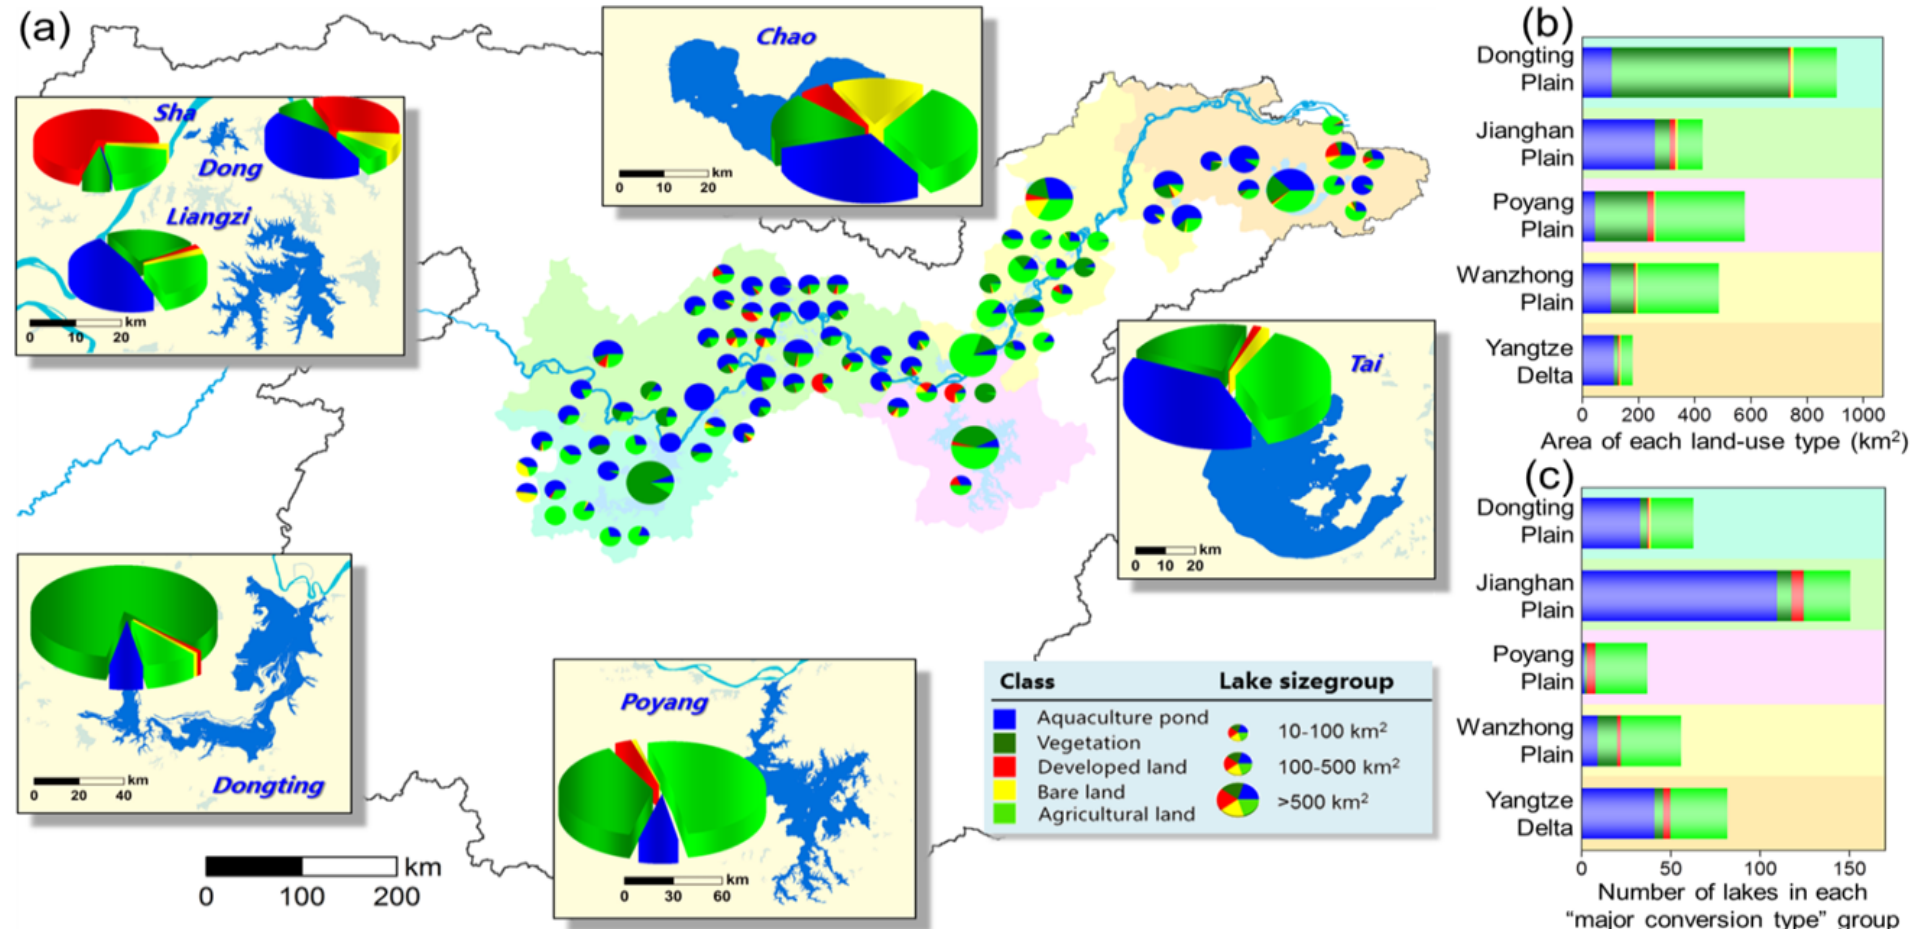 (a)
Sha
Dong
Liangzi
km
0 10 20
Chao
km
0 10 20
Tai
km
0 10 20
Dongting
km
0 20 40
Poyang
km
0 30 60
km
0 100 200
Class
Aquaculture pond
Vegetation
Developed land
Bare land
Agricultural land
Lake sizegroup
10-100 km²
100-500 km²
>500 km²
(b)
Dongting
Plain
Jianghan
Plain
Poyang
Plain
Wanzhong
Plain
Yangtze
Delta
0 200 400 600 800 1000
Area of each land-use type (km²)
(c)
Dongting
Plain
Jianghan
Plain
Poyang
Plain
Wanzhong
Plain
Yangtze
Delta
0 50 100 150
Number of lakes in each
“major conversion type” group